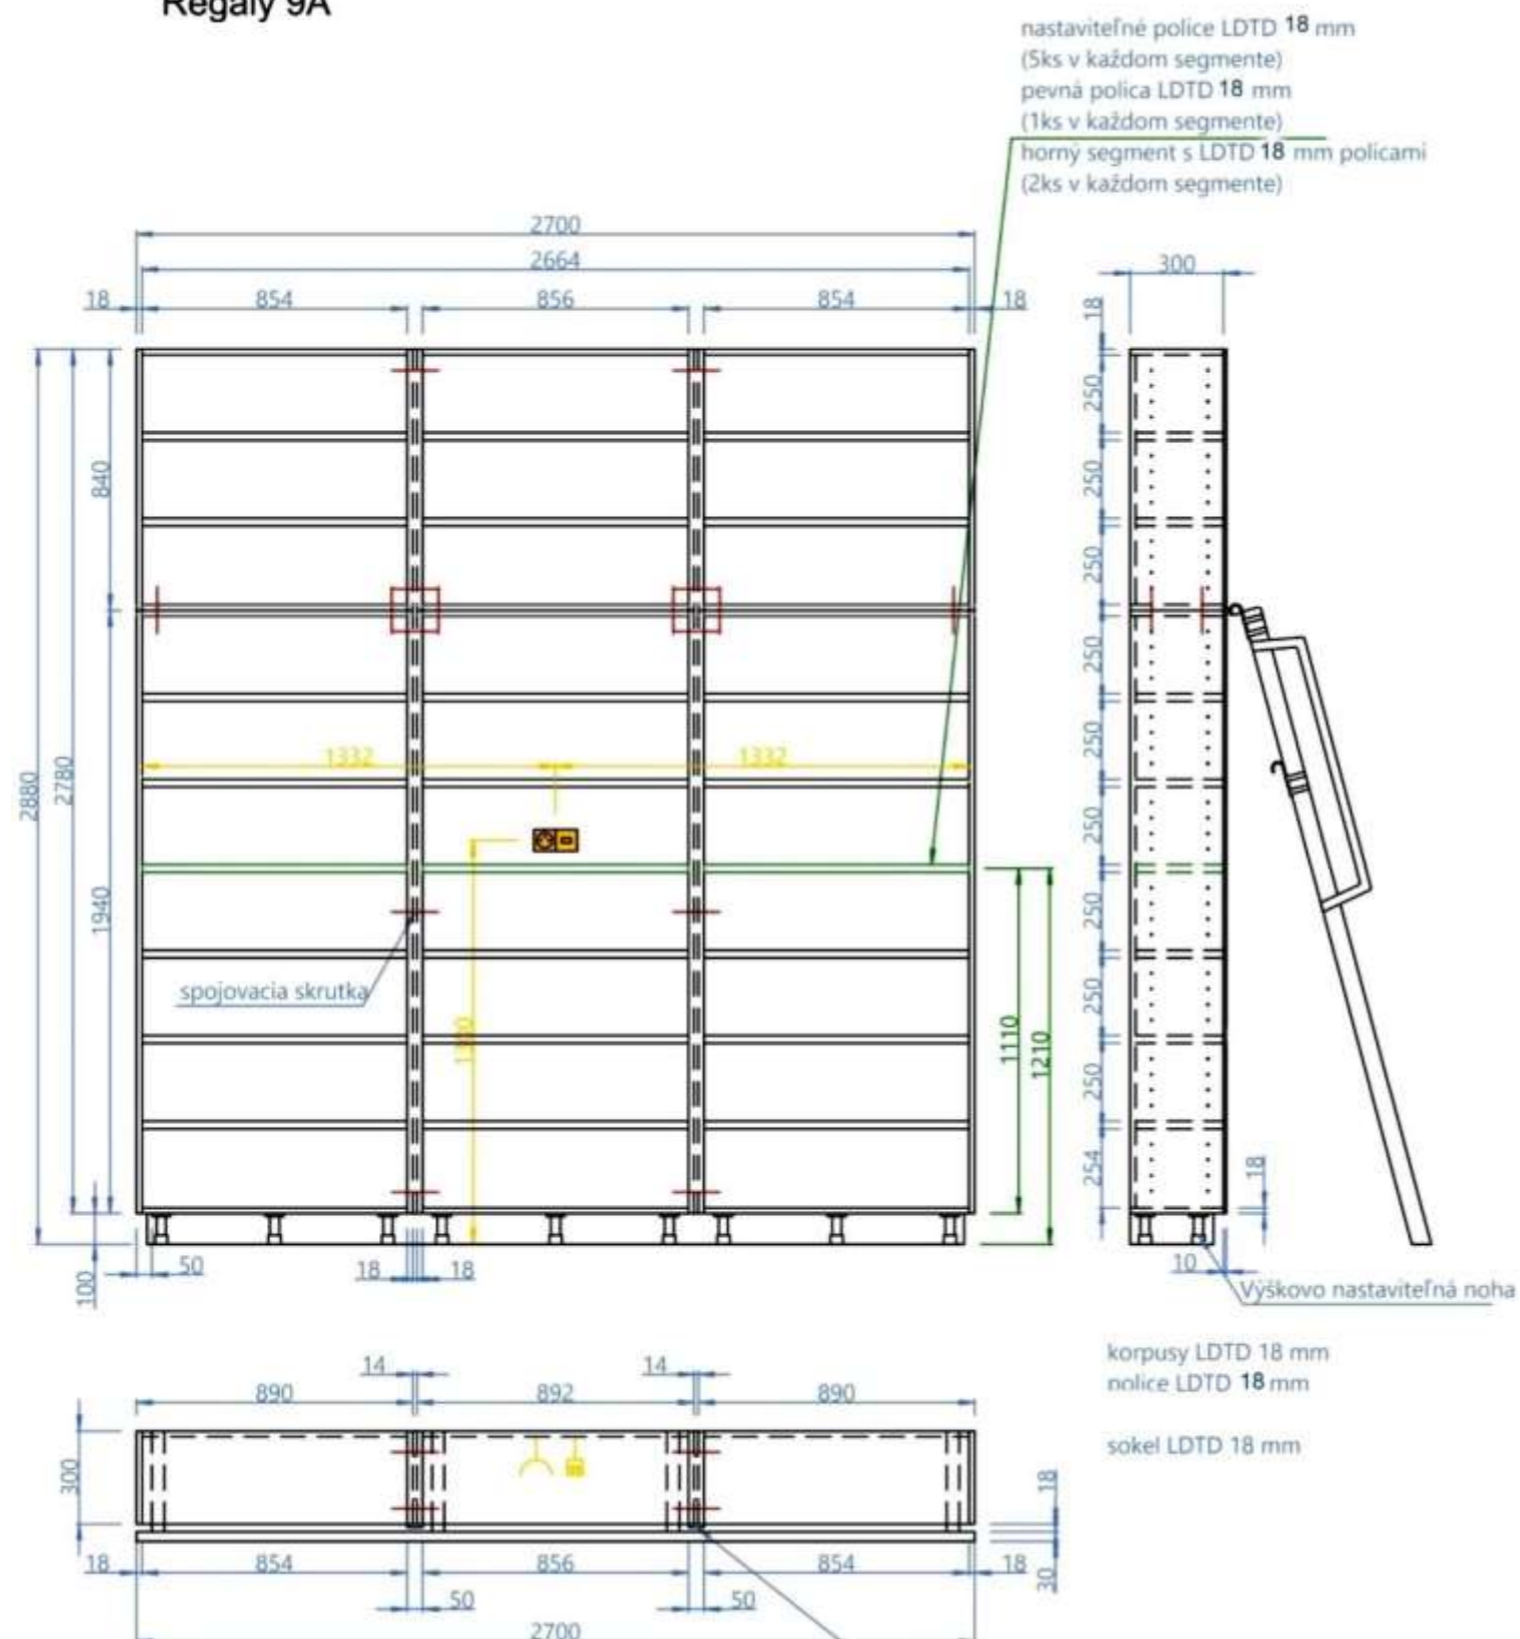 Regály 9A
nastaviteľné police LDTD 18 mm
(5ks v každom segmente)
pevná polica LDTD 18 mm
(1ks v každom segmente)
horný segment s LDTD 18 mm policami
(2ks v každom segmente)
2700
2664
18 854 856 854 18
300
18
250
250
250
250
250
250
250
250
250
254
18
10
2880
2780
840
1940
100
1332 1332
spojovacia skrutka
1110
1210
50 18 18
Výškovo nastaviteľná noha
korpusy LDTD 18 mm
police LDTD 18 mm
sokel LDTD 18 mm
14 14
890 892 890
300
18
30
18 854 856 854 18
50 50
2700